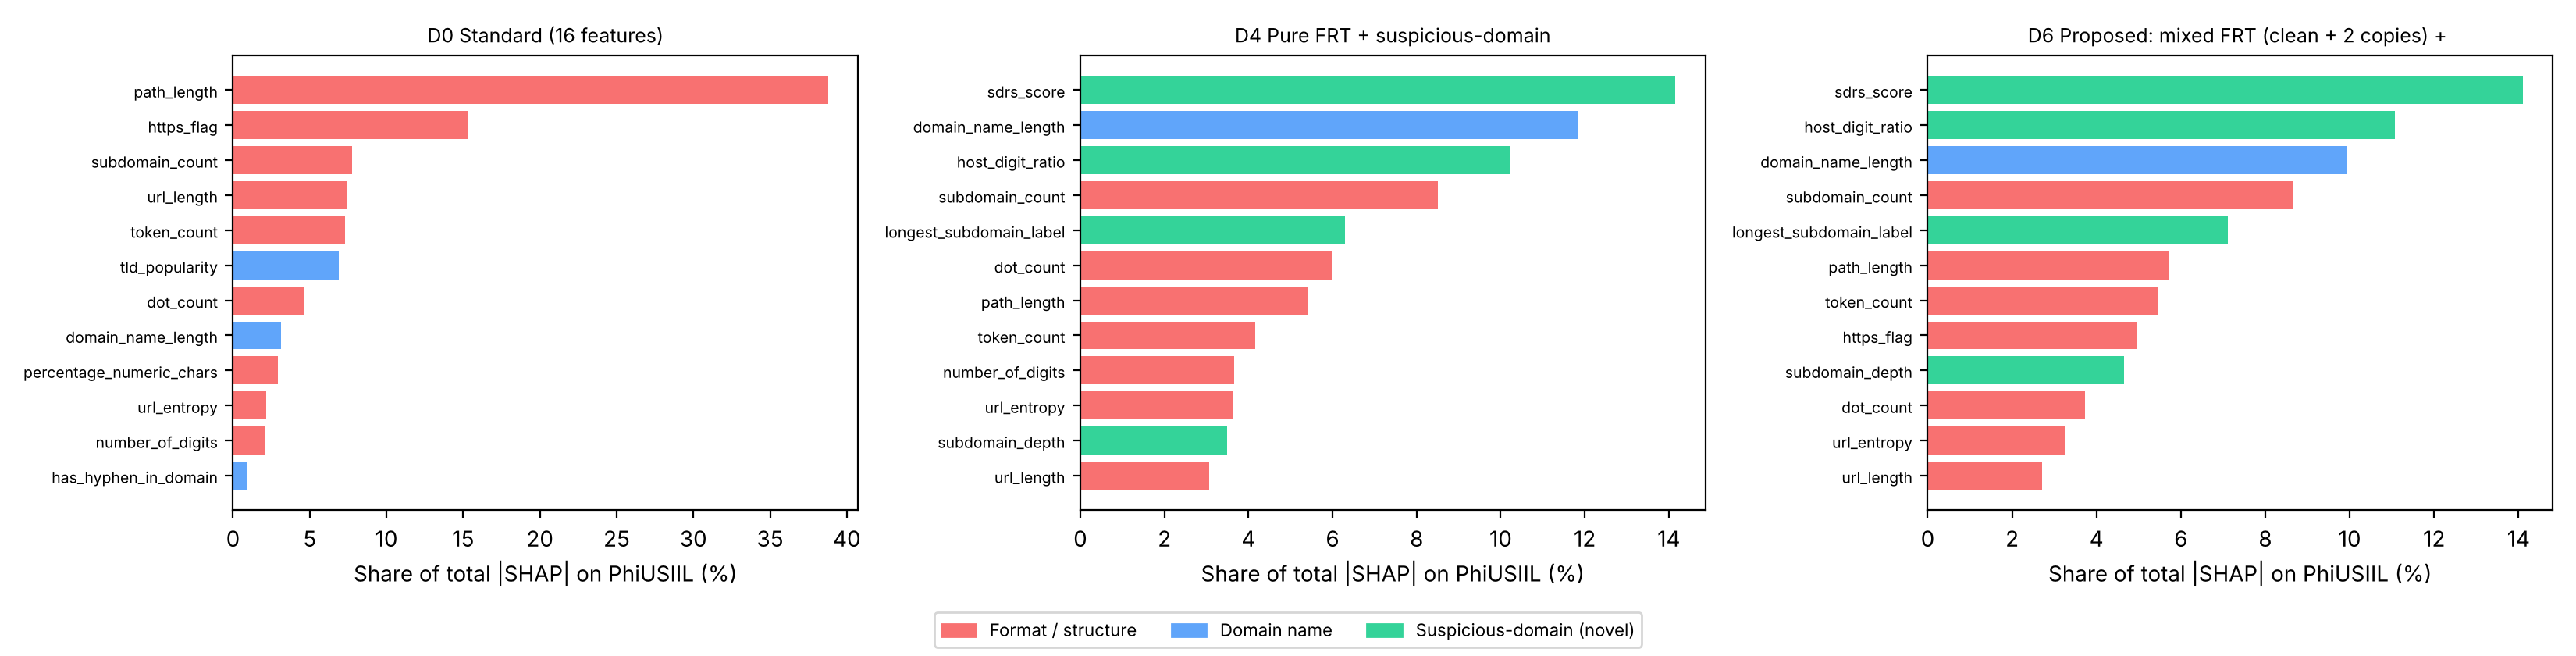 D0 Standard (16 features)
path_length
https_flag
subdomain_count
url_length
token_count
tld_popularity
dot_count
domain_name_length
percentage_numeric_chars
url_entropy
number_of_digits
has_hyphen_in_domain
0 5 10 15 20 25 30 35 40
Share of total |SHAP| on PhiUSIIL (%)
D4 Pure FRT + suspicious-domain
sdrs_score
domain_name_length
host_digit_ratio
subdomain_count
longest_subdomain_label
dot_count
path_length
token_count
number_of_digits
url_entropy
subdomain_depth
url_length
0 2 4 6 8 10 12 14
Share of total |SHAP| on PhiUSIIL (%)
D6 Proposed: mixed FRT (clean + 2 copies) +
sdrs_score
host_digit_ratio
domain_name_length
subdomain_count
longest_subdomain_label
path_length
token_count
https_flag
subdomain_depth
dot_count
url_entropy
url_length
0 2 4 6 8 10 12 14
Share of total |SHAP| on PhiUSIIL (%)
Format / structure
Domain name
Suspicious-domain (novel)